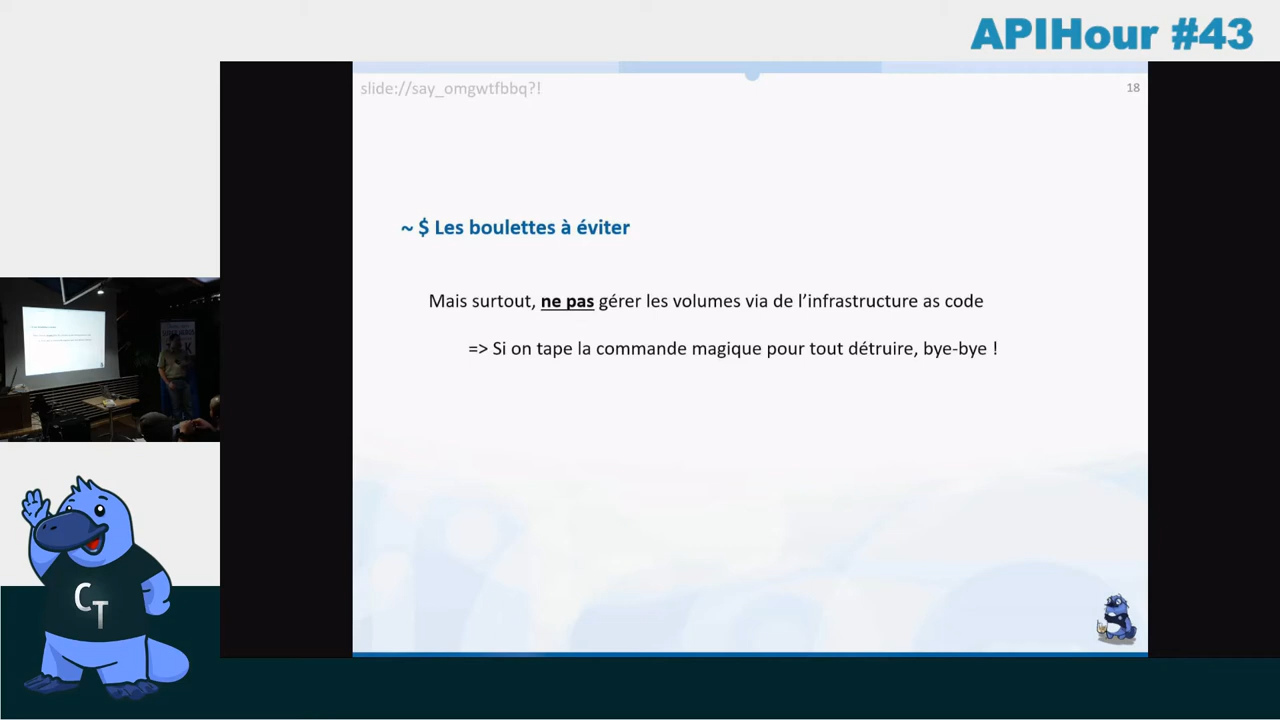 APIHour #43
slide://say_omgwtfbbq?!
18
~ $ Les boulettes à éviter
Mais surtout, ne pas gérer les volumes via de l’infrastructure as code
=> Si on tape la commande magique pour tout détruire, bye-bye !
CT